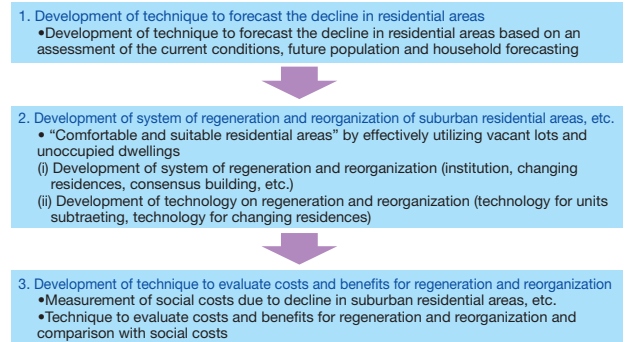 1. Development of technique to forecast the decline in residential areas
•Development of technique to forecast the decline in residential areas based on an
assessment of the current conditions, future population and household forecasting
2. Development of system of regeneration and reorganization of suburban residential areas, etc.
• “Comfortable and suitable residential areas” by effectively utilizing vacant lots and
unoccupied dwellings
(i) Development of system of regeneration and reorganization (institution, changing
residences, consensus building, etc.)
(ii) Development of technology on regeneration and reorganization (technology for units
subtraeting, technology for changing residences)
3. Development of technique to evaluate costs and benefits for regeneration and reorganization
•Measurement of social costs due to decline in suburban residential areas, etc.
•Technique to evaluate costs and benefits for regeneration and reorganization and
comparison with social costs